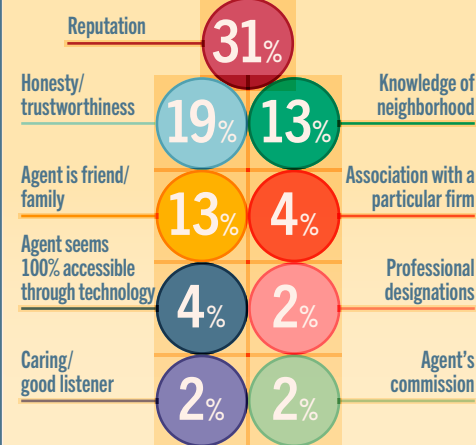 Reputation
31%
Honesty/
trustworthiness
19%
13%
Knowledge of
neighborhood
Agent is friend/
family
13%
4%
Association with a
particular firm
Agent seems
100% accessible
through technology
4%
2%
Professional
designations
Caring/
good listener
2%
2%
Agent's
commission